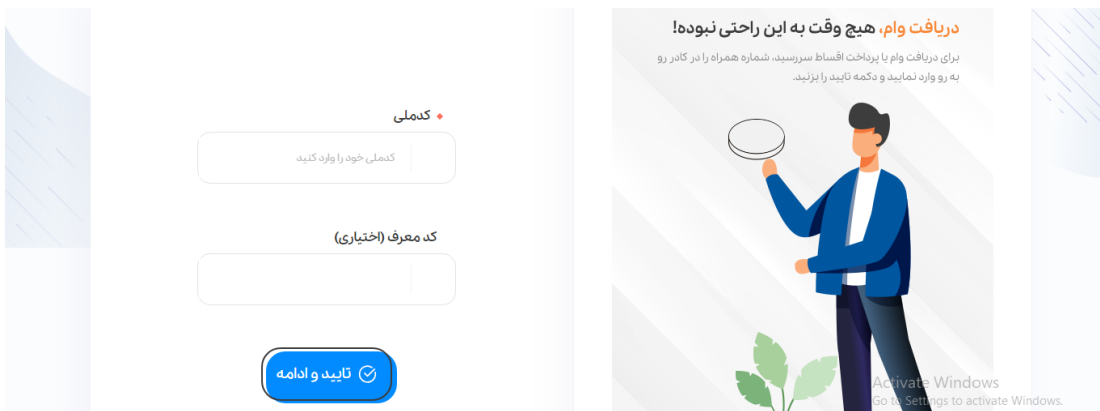 دریافت وام، هیچ وقت به این راحتی نبوده!
برای دریافت وام یا پرداخت اقساط سررسید، شماره همراه را در کادر رو
به رو وارد نمایید و دکمه تایید را بزنید.
کدملی
کدملی خود را وارد کنید
کد معرف (اختیاری)
تایید و ادامه
Activate Windows
Go to Settings to activate Windows.